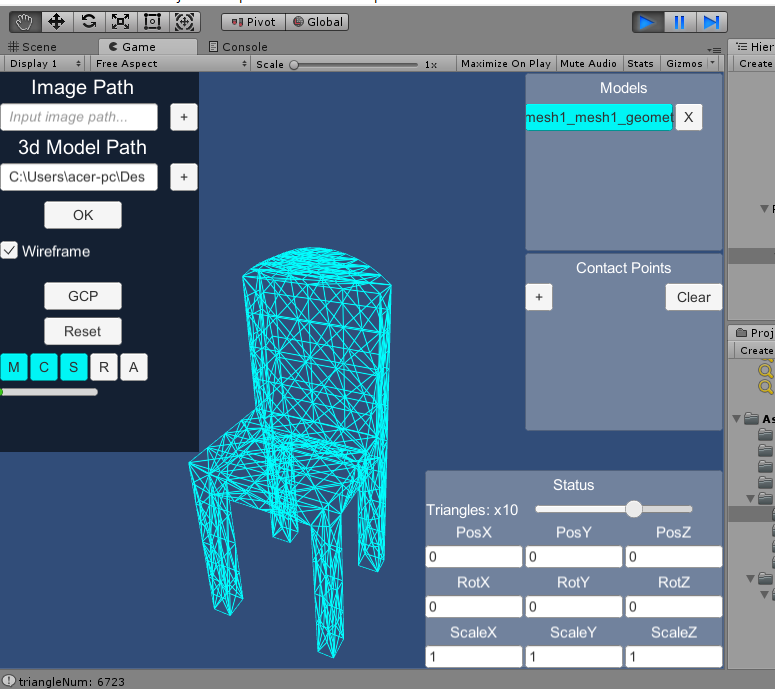 Pivot Global
Scene Game Console Hier
Display 1 Free Aspect Scale 1x Maximize On Play Mute Audio Stats Gizmos Create
Image Path
Input image path... +
3d Model Path
C:\Users\acer-pc\Des +
OK
Wireframe
GCP
Reset
M C S R A
Models
mesh1_mesh1_geomet X
Contact Points
+ Clear
Status
Triangles: x10
PosX PosY PosZ
0 0 0
RotX RotY RotZ
0 0 0
ScaleX ScaleY ScaleZ
1 1 1
Proj
Create
As
triangleNum: 6723